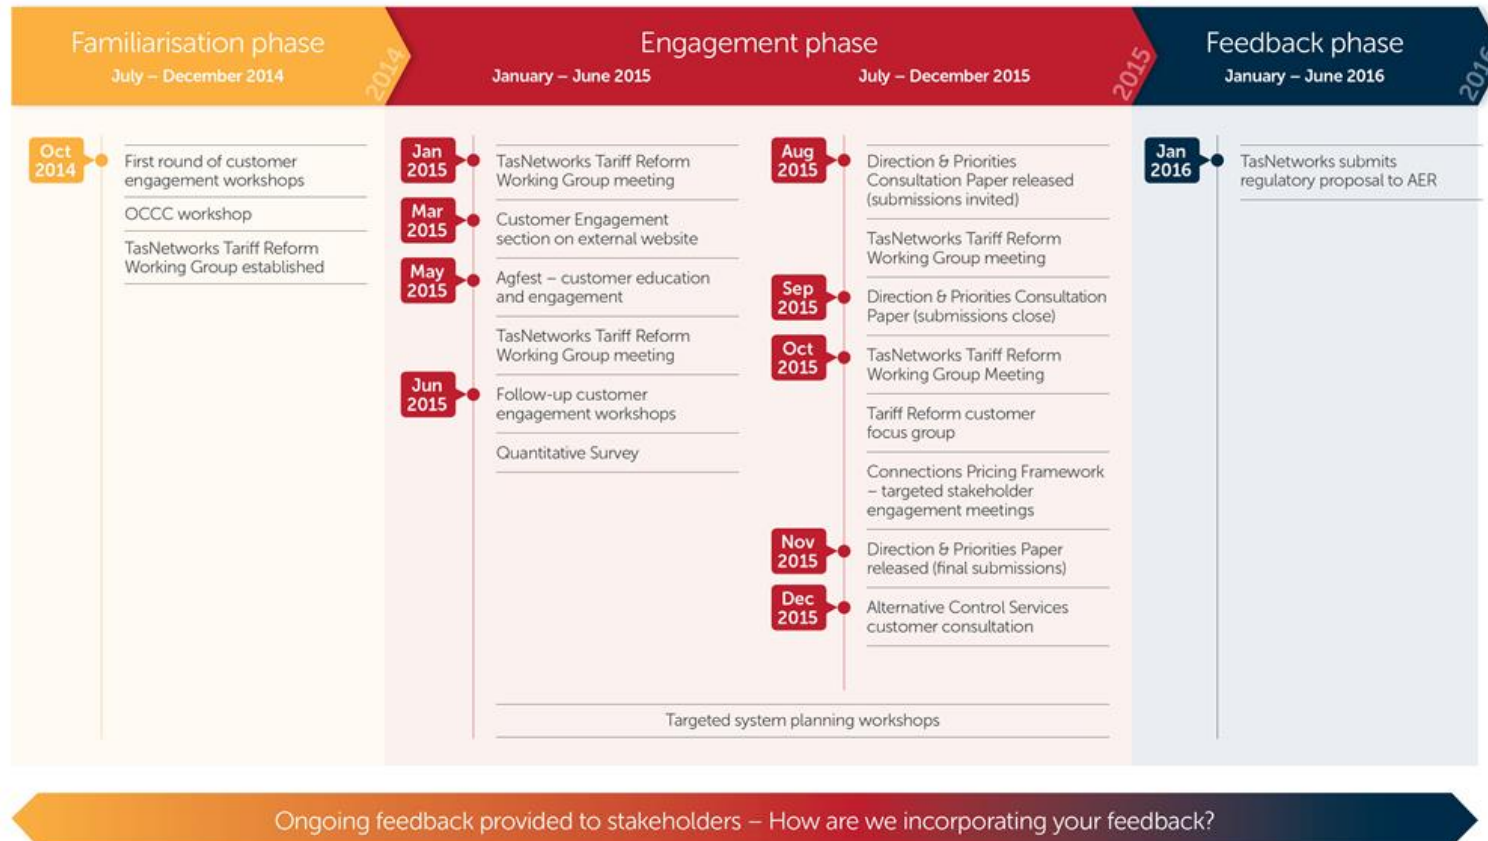 Familiarisation phase
July – December 2014
2014
Engagement phase
January – June 2015
July – December 2015
2015
Feedback phase
January – June 2016
2016
Oct
2014
First round of customer
engagement workshops
OCCC workshop
TasNetworks Tariff Reform
Working Group established
Jan
2015
TasNetworks Tariff Reform
Working Group meeting
Mar
2015
Customer Engagement
section on external website
May
2015
Agfest – customer education
and engagement
TasNetworks Tariff Reform
Working Group meeting
Jun
2015
Follow-up customer
engagement workshops
Quantitative Survey
Aug
2015
Direction & Priorities
Consultation Paper released
(submissions invited)
TasNetworks Tariff Reform
Working Group meeting
Sep
2015
Direction & Priorities Consultation
Paper (submissions close)
Oct
2015
TasNetworks Tariff Reform
Working Group Meeting
Tariff Reform customer
focus group
Connections Pricing Framework
– targeted stakeholder
engagement meetings
Nov
2015
Direction & Priorities Paper
released (final submissions)
Dec
2015
Alternative Control Services
customer consultation
Targeted system planning workshops
Jan
2016
TasNetworks submits
regulatory proposal to AER
Ongoing feedback provided to stakeholders – How are we incorporating your feedback?